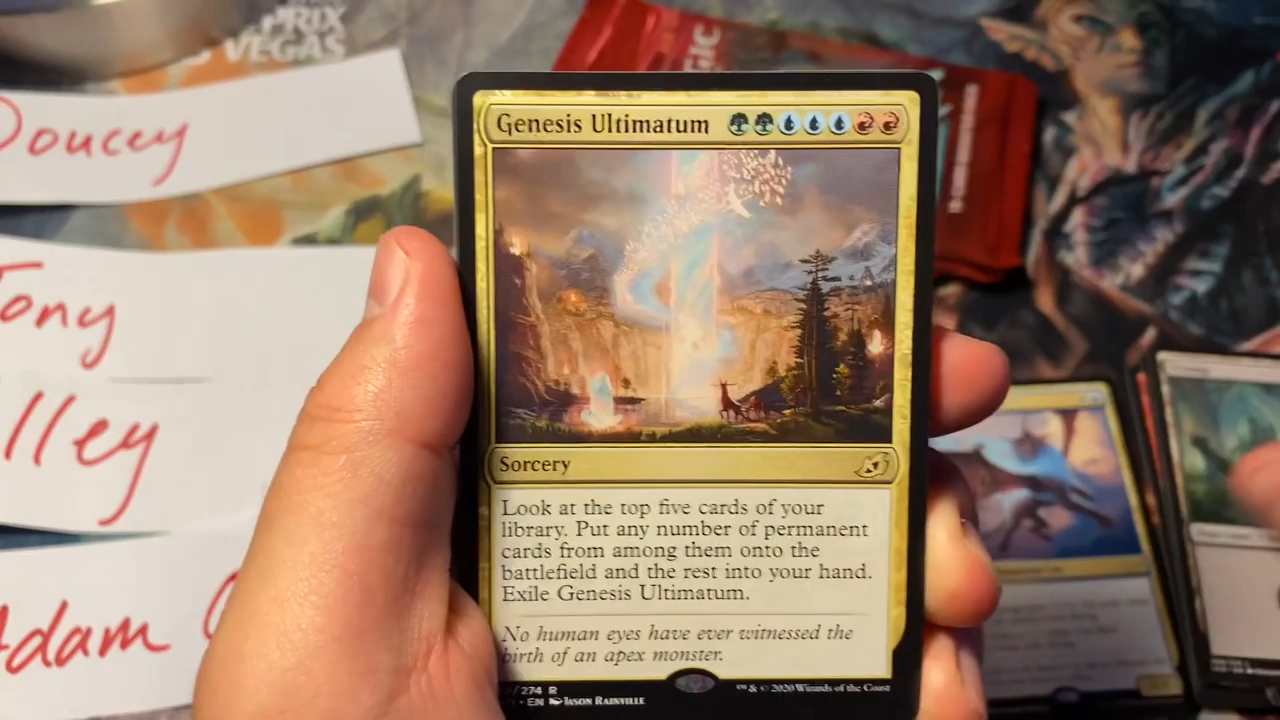 PRIX
VEGAS
Doucey
Tony
lley
Adam
Genesis Ultimatum
Sorcery
Look at the top five cards of your
library. Put any number of permanent
cards from among them onto the
battlefield and the rest into your hand.
Exile Genesis Ultimatum.
No human eyes have ever witnessed the
birth of an apex monster.
/274 R
• EN Jason Rainville
™ & © 2020 Wizards of the Coast